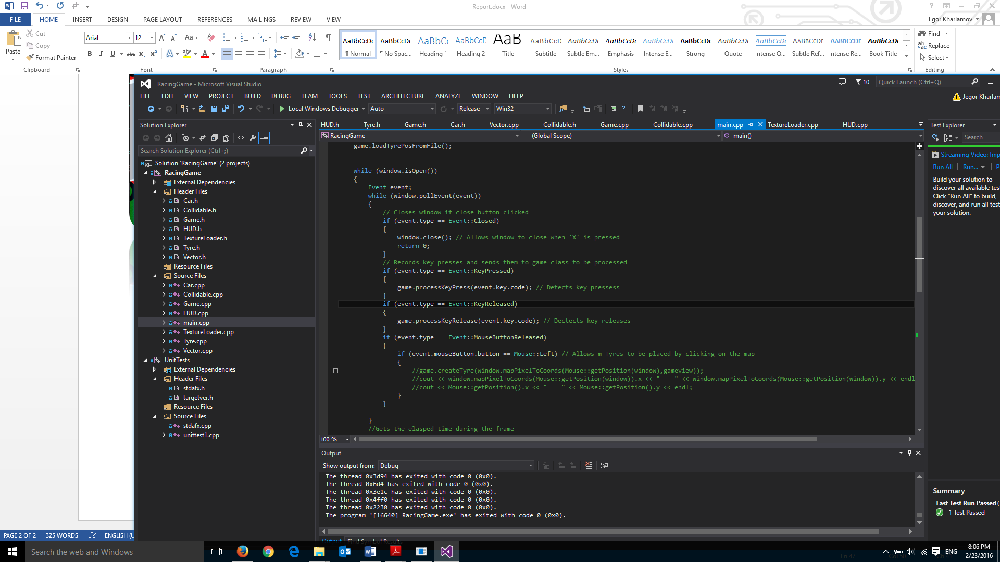 Report.docx - Word
FILE HOME INSERT DESIGN PAGE LAYOUT REFERENCES MAILINGS REVIEW VIEW
Egor Kharlamov
Paste
Cut
Copy
Format Painter
Clipboard
Arial 12
Font
Paragraph
AaBbCcDc AaBbCcDc AaBbCc AaBbCcD AaBl AaBbCcD AaBbCcDc AaBbCcDc AaBbCcDc AaBbCcDc AaBbCcDc AaBbCcDc AABBCCDE AABBCCDE AaBbCcDc
¶ Normal ¶ No Spac... Heading 1 Heading 2 Title Subtitle Subtle Em... Emphasis Intense E... Strong Quote Intense Q... Subtle Ref... Intense Re... Book Title
Styles
Find
Replace
Select
Editing
RacingGame - Microsoft Visual Studio
10
Quick Launch (Ctrl+Q)
FILE EDIT VIEW PROJECT BUILD DEBUG TEAM TOOLS TEST ARCHITECTURE ANALYZE WINDOW HELP
Jegor Kharlam
Local Windows Debugger Auto Release Win32
Solution Explorer
Search Solution Explorer (Ctrl+;)
Solution 'RacingGame' (2 projects)
RacingGame
External Dependencies
Header Files
Car.h
Collidable.h
Game.h
HUD.h
TextureLoader.h
Tyre.h
Vector.h
Resource Files
Source Files
Car.cpp
Collidable.cpp
Game.cpp
HUD.cpp
main.cpp
TextureLoader.cpp
Tyre.cpp
Vector.cpp
UnitTests
External Dependencies
Header Files
stdafx.h
targetver.h
Resource Files
Source Files
stdafx.cpp
unittest1.cpp
HUD.h Tyre.h Game.h Car.h Vector.cpp Collidable.h Game.cpp Collidable.cpp main.cpp TextureLoader.cpp HUD.cpp
RacingGame (Global Scope) main()
game.loadTyrePosFromFile();
while (window.isOpen())
{
Event event;
while (window.pollEvent(event))
{
// Closes window if close button clicked
if (event.type == Event::Closed)
{
window.close(); // Allows window to close when 'X' is pressed
return 0;
}
// Records key presses and sends them to game class to be processed
if (event.type == Event::KeyPressed)
{
game.processKeyPress(event.key.code); // Detects key pressess
}
if (event.type == Event::KeyReleased)
{
game.processKeyRelease(event.key.code); // Dectects key releases
}
if (event.type == Event::MouseButtonReleased)
{
if (event.mouseButton.button == Mouse::Left) // Allows m_Tyres to be placed by clicking on the map
{
//game.createTyre(window.mapPixelToCoords(Mouse::getPosition(window),gameview));
//cout << window.mapPixelToCoords(Mouse::getPosition(window)).x << "    " << window.mapPixelToCoords(Mouse::getPosition(window)).y << endl
//cout << Mouse::getPosition().x << "    " << Mouse::getPosition().y << endl;
}
}
}
//Gets the elasped time during the frame
100 %
Output
Show output from: Debug
The thread 0x3d94 has exited with code 0 (0x0).
The thread 0x6d4 has exited with code 0 (0x0).
The thread 0x3e1c has exited with code 0 (0x0).
The thread 0x4ff0 has exited with code 0 (0x0).
The thread 0x2230 has exited with code 0 (0x0).
The program '[16640] RacingGame.exe' has exited with code 0 (0x0).
Output Find Symbol Results
Test Explorer
Search
Streaming Video: Imp
Run All Run... P
Build your solution to
discover all available tes
Click "Run All" to build,
discover, and run all test
your solution.
Summary
Last Test Run Passed (
1 Test Passed
PAGE 2 OF 2 325 WORDS ENGLISH (U
Ln 47
Search the web and Windows
ENG
8:06 PM
2/23/2016